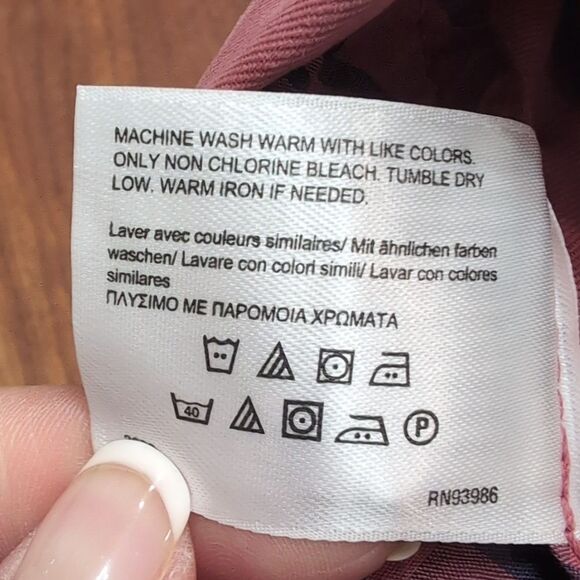 MACHINE WASH WARM WITH LIKE COLORS.
ONLY NON CHLORINE BLEACH. TUMBLE DRY
LOW. WARM IRON IF NEEDED.
Laver avec couleurs similaires/ Mit ähnlichen farben
waschen/ Lavare con colori simili/ Lavar con colores
similares
ΠΛΥΣΙΜΟ ΜΕ ΠΑΡΟΜΟΙΑ ΧΡΩΜΑΤΑ
40 P
RN93986